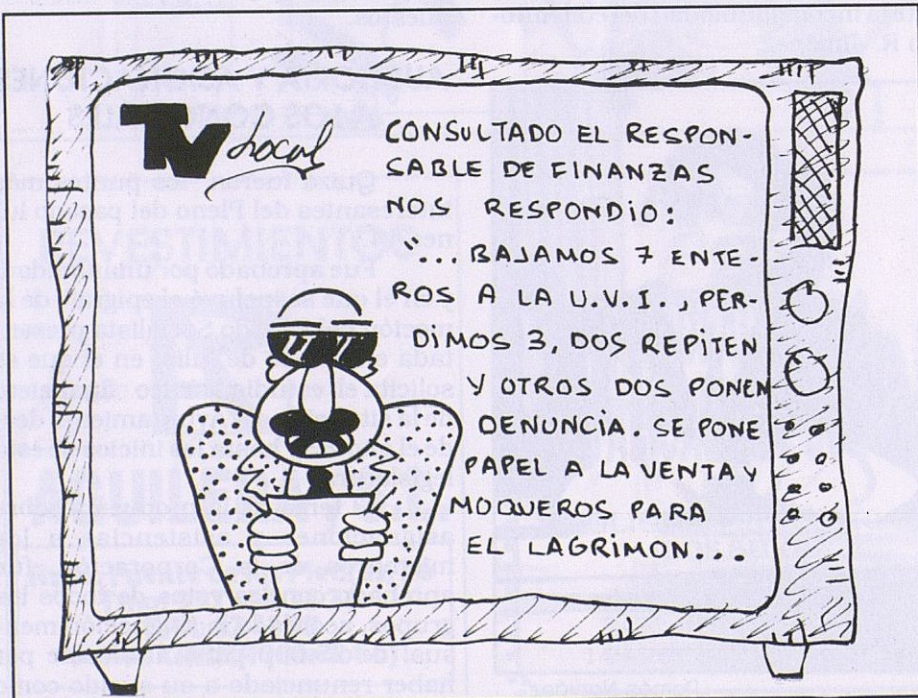 TV Local
CONSULTADO EL RESPON-
SABLE DE FINANZAS
NOS RESPONDIO:
"... BAJAMOS 7 ENTE-
ROS A LA U.V.I., PER-
DIMOS 3, DOS REPITEN
Y OTROS DOS PONEN
DENUNCIA. SE PONE
PAPEL A LA VENTA Y
MOQUEROS PARA
EL LAGRIMON....